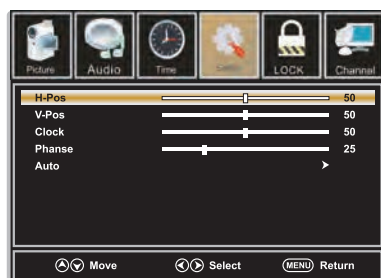 Picture Audio Time LOCK Channel
H-Pos 50
V-Pos 50
Clock 50
Phanse 25
Auto
Move Select MENU Return